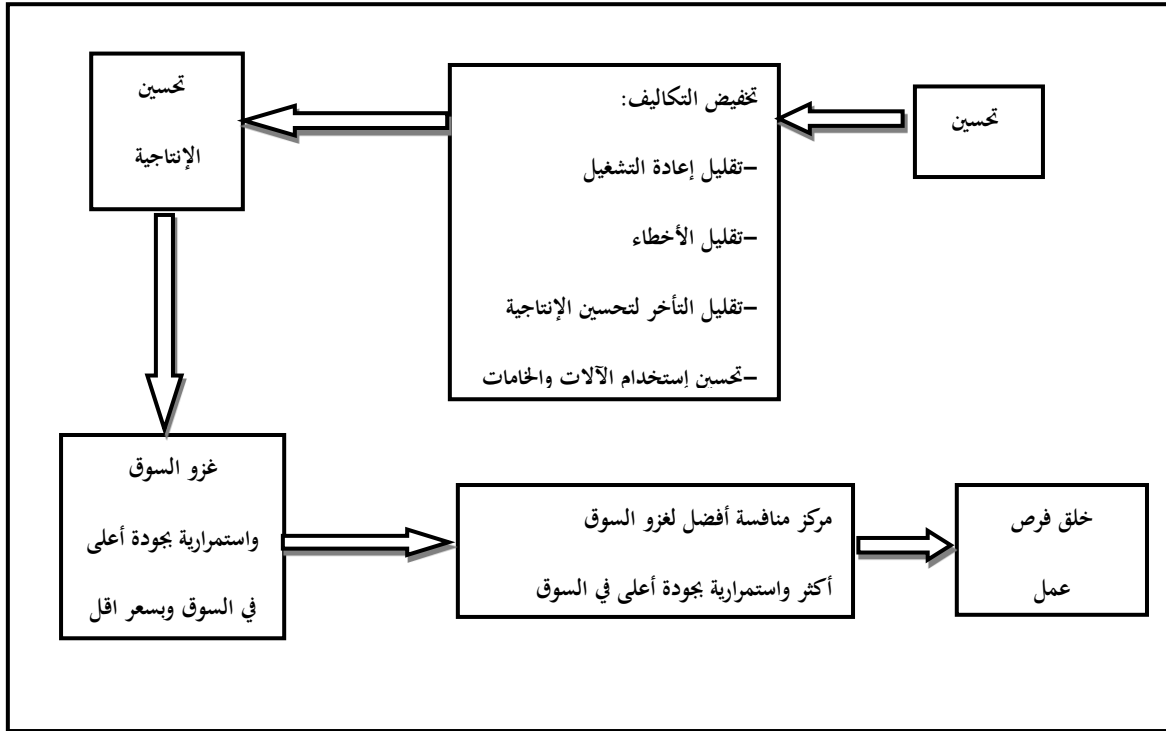 تحسين
تخفيض التكاليف:
–تقليل إعادة التشغيل
–تقليل الأخطاء
–تقليل التأخر لتحسين الإنتاجية
–تحسين إستخدام الآلات والخامات
تحسين
الإنتاجية
غزو السوق
واستمرارية بجودة أعلى
في السوق وبسعر اقل
مركز منافسة أفضل لغزو السوق
أكثر واستمرارية بجودة أعلى في السوق
خلق فرص
عمل